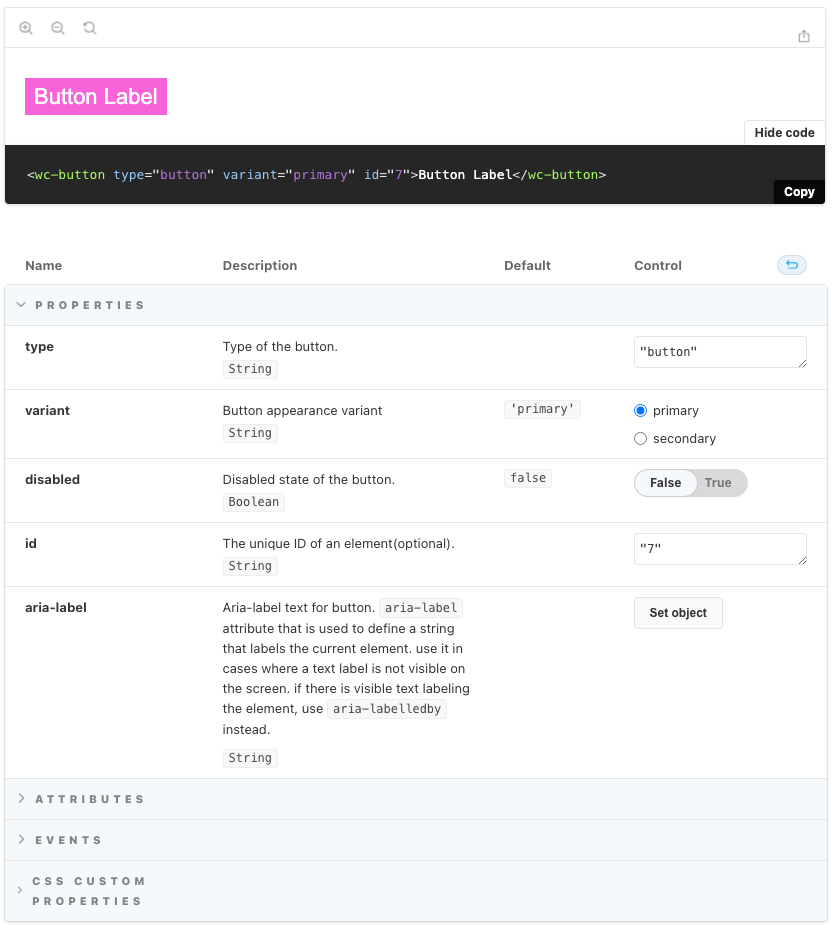 Button Label
Hide code
<wc-button type="button" variant="primary" id="7">Button Label</wc-button>
Copy
Name Description Default Control
PROPERTIES
type Type of the button. "button"
String
variant Button appearance variant 'primary' primary
String secondary
disabled Disabled state of the button. false False True
Boolean
id The unique ID of an element(optional). "7"
String
aria-label Aria-label text for button. aria-label Set object
attribute that is used to define a string
that labels the current element. use it in
cases where a text label is not visible on
the screen. if there is visible text labeling
the element, use aria-labelledby
instead.
String
ATTRIBUTES
EVENTS
CSS CUSTOM
PROPERTIES